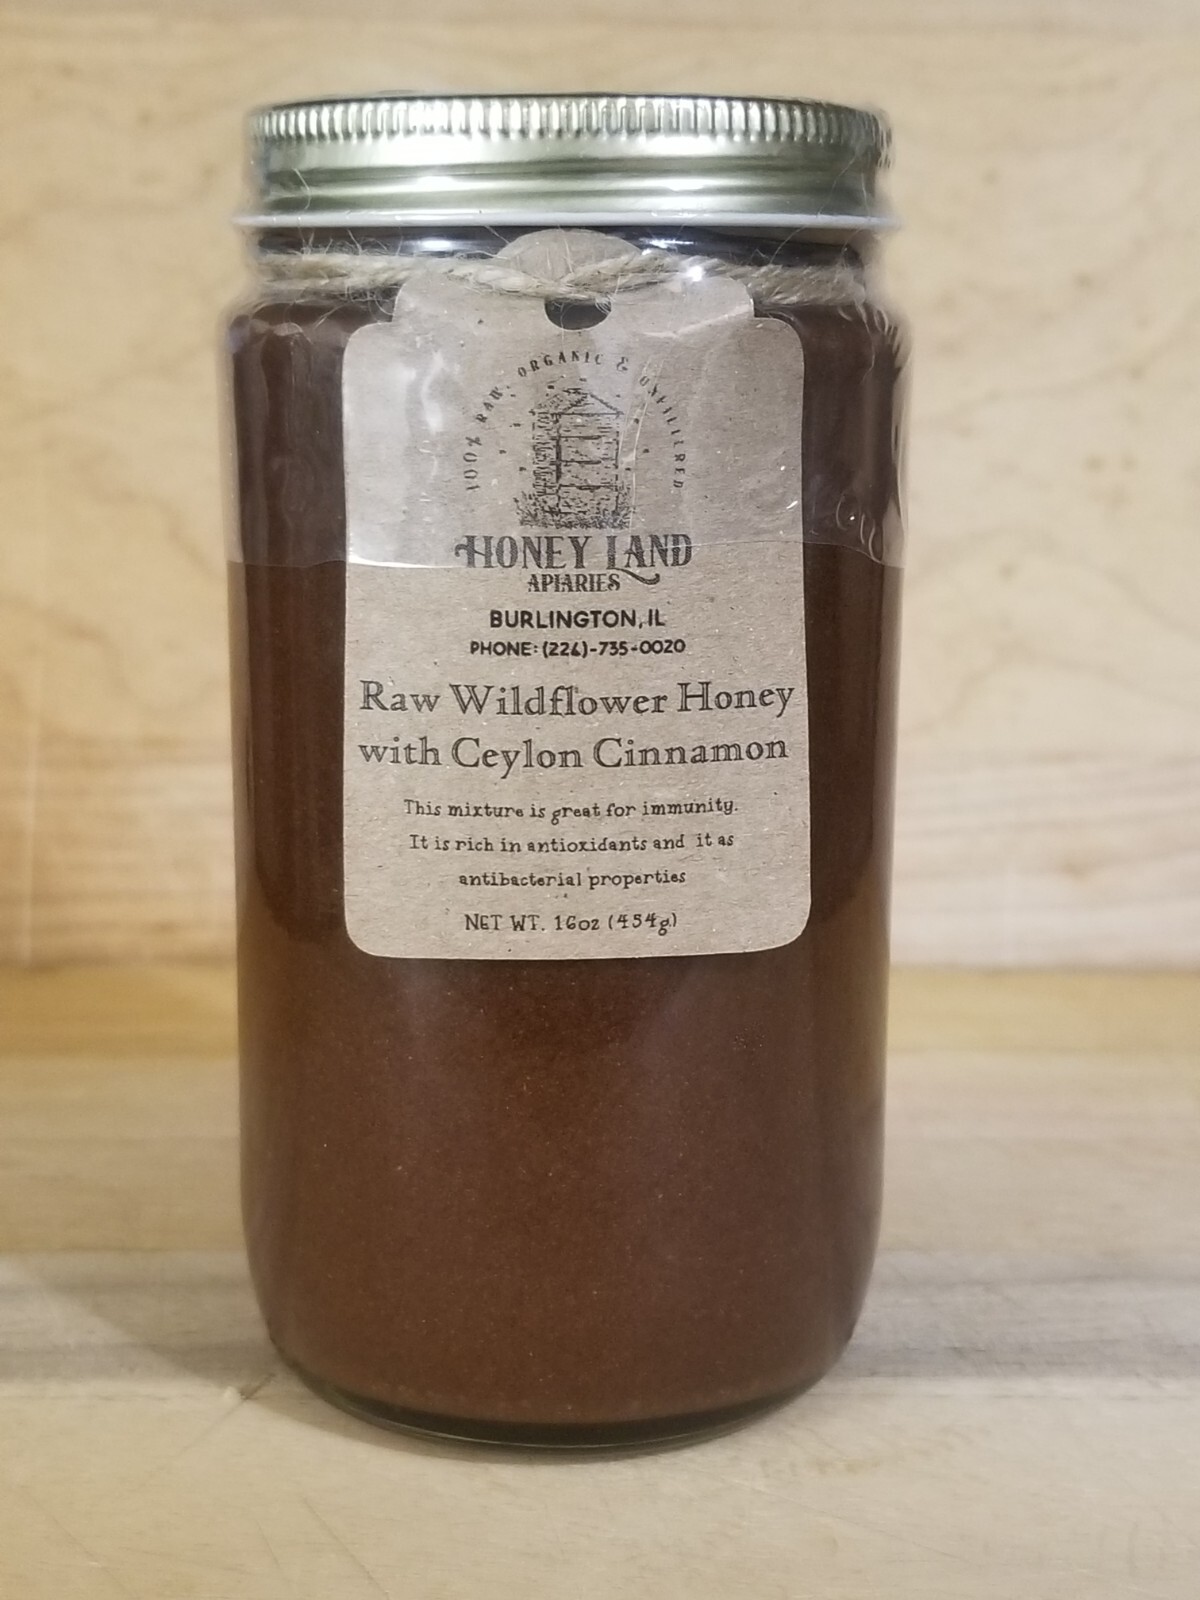 100% RAW, ORGANIC & UNFILTERED
HONEY LAND
APIARIES
BURLINGTON, IL
PHONE: (224)-735-0020
Raw Wildflower Honey
with Ceylon Cinnamon
This mixture is great for immunity.
It is rich in antioxidants and it as
antibacterial properties
NET WT. 16oz (454g)